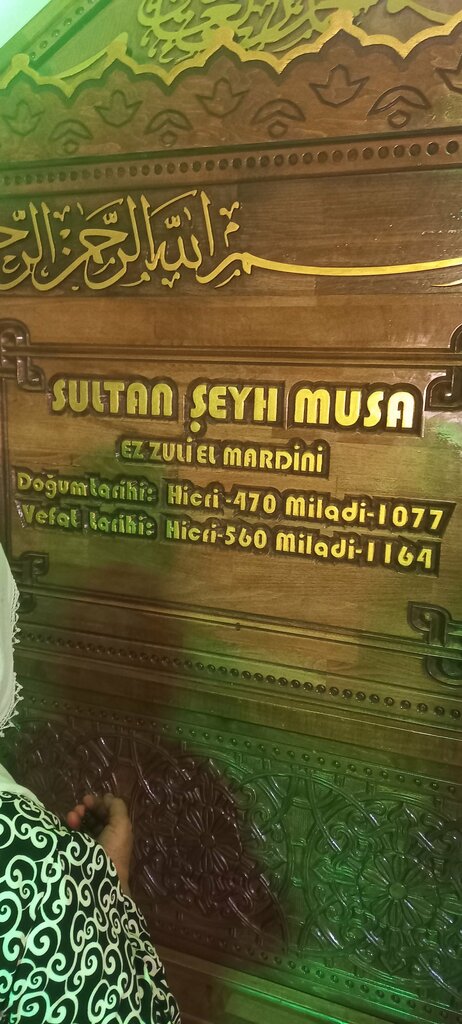 بسم الله الرحمن الرح
SULTAN ŞEYH MUSA
EZ ZULİ EL MARDİNİ
Doğum tarihi: Hicri-470 Miladi-1077
Vefat tarihi: Hicri-560 Miladi-1164